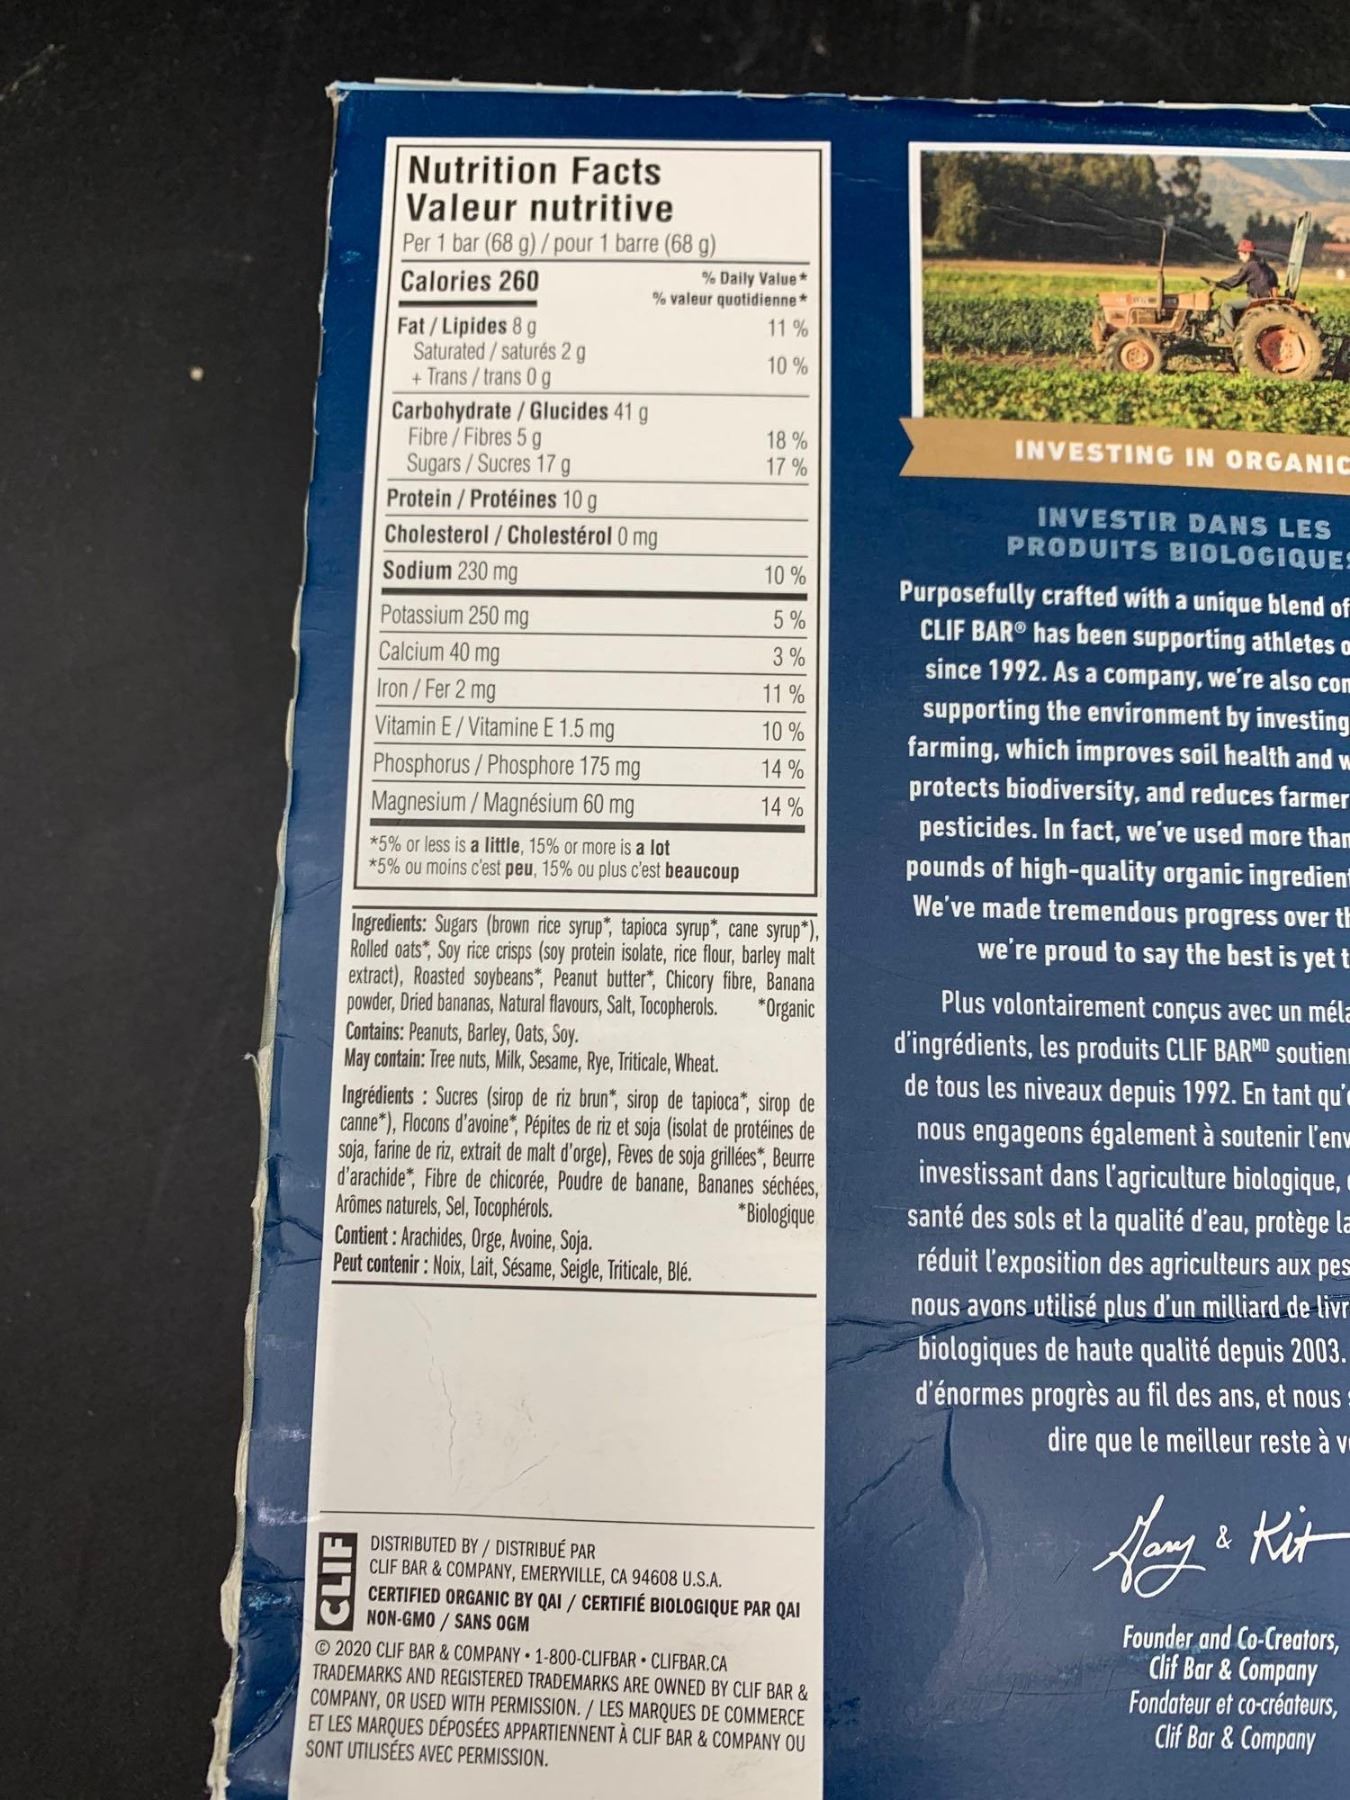 Nutrition Facts
Valeur nutritive
Per 1 bar (68 g) / pour 1 barre (68 g)
Calories 260
% Daily Value*
% valeur quotidienne*
Fat / Lipides 8 g 11 %
Saturated / saturés 2 g
+ Trans / trans 0 g 10 %
Carbohydrate / Glucides 41 g
Fibre / Fibres 5 g 18 %
Sugars / Sucres 17 g 17 %
Protein / Protéines 10 g
Cholesterol / Cholestérol 0 mg
Sodium 230 mg 10 %
Potassium 250 mg 5 %
Calcium 40 mg 3 %
Iron / Fer 2 mg 11 %
Vitamin E / Vitamine E 1.5 mg 10 %
Phosphorus / Phosphore 175 mg 14 %
Magnesium / Magnésium 60 mg 14 %
*5% or less is a little, 15% or more is a lot
*5% ou moins c'est peu, 15% ou plus c'est beaucoup
Ingredients: Sugars (brown rice syrup*, tapioca syrup*, cane syrup*),
Rolled oats*, Soy rice crisps (soy protein isolate, rice flour, barley malt
extract), Roasted soybeans*, Peanut butter*, Chicory fibre, Banana
powder, Dried bananas, Natural flavours, Salt, Tocopherols. *Organic
Contains: Peanuts, Barley, Oats, Soy.
May contain: Tree nuts, Milk, Sesame, Rye, Triticale, Wheat.
Ingrédients : Sucres (sirop de riz brun*, sirop de tapioca*, sirop de
canne*), Flocons d'avoine*, Pépites de riz et soja (isolat de protéines de
soja, farine de riz, extrait de malt d'orge), Fèves de soja grillées*, Beurre
d'arachide*, Fibre de chicorée, Poudre de banane, Bananes séchées,
Arômes naturels, Sel, Tocophérols. *Biologique
Contient : Arachides, Orge, Avoine, Soja.
Peut contenir : Noix, Lait, Sésame, Seigle, Triticale, Blé.
CLIF
DISTRIBUTED BY / DISTRIBUÉ PAR
CLIF BAR & COMPANY, EMERYVILLE, CA 94608 U.S.A.
CERTIFIED ORGANIC BY QAI / CERTIFIÉ BIOLOGIQUE PAR QAI
NON-GMO / SANS OGM
© 2020 CLIF BAR & COMPANY • 1-800-CLIFBAR • CLIFBAR.CA
TRADEMARKS AND REGISTERED TRADEMARKS ARE OWNED BY CLIF BAR &
COMPANY, OR USED WITH PERMISSION. / LES MARQUES DE COMMERCE
ET LES MARQUES DÉPOSÉES APPARTIENNENT À CLIF BAR & COMPANY OU
SONT UTILISÉES AVEC PERMISSION.
INVESTING IN ORGANIC
INVESTIR DANS LES
PRODUITS BIOLOGIQUES
Purposefully crafted with a unique blend of
CLIF BAR® has been supporting athletes
since 1992. As a company, we're also
supporting the environment by investing
farming, which improves soil health and
protects biodiversity, and reduces farmer
pesticides. In fact, we've used more than
pounds of high-quality organic
We've made tremendous progress over
we're proud to say the best is yet
Plus volontairement conçus avec un
d'ingrédients, les produits CLIF BARMD
de tous les niveaux depuis 1992. En tant
nous engageons également à soutenir
investissant dans l'agriculture biologique,
santé des sols et la qualité d'eau, protège
réduit l'exposition des agriculteurs aux
nous avons utilisé plus d'un milliard de
biologiques de haute qualité depuis 2003.
d'énormes progrès au fil des ans, et nous
dire que le meilleur reste à
Gary & Kit
Founder and Co-Creators,
Clif Bar & Company
Fondateur et co-créateurs,
Clif Bar & Company